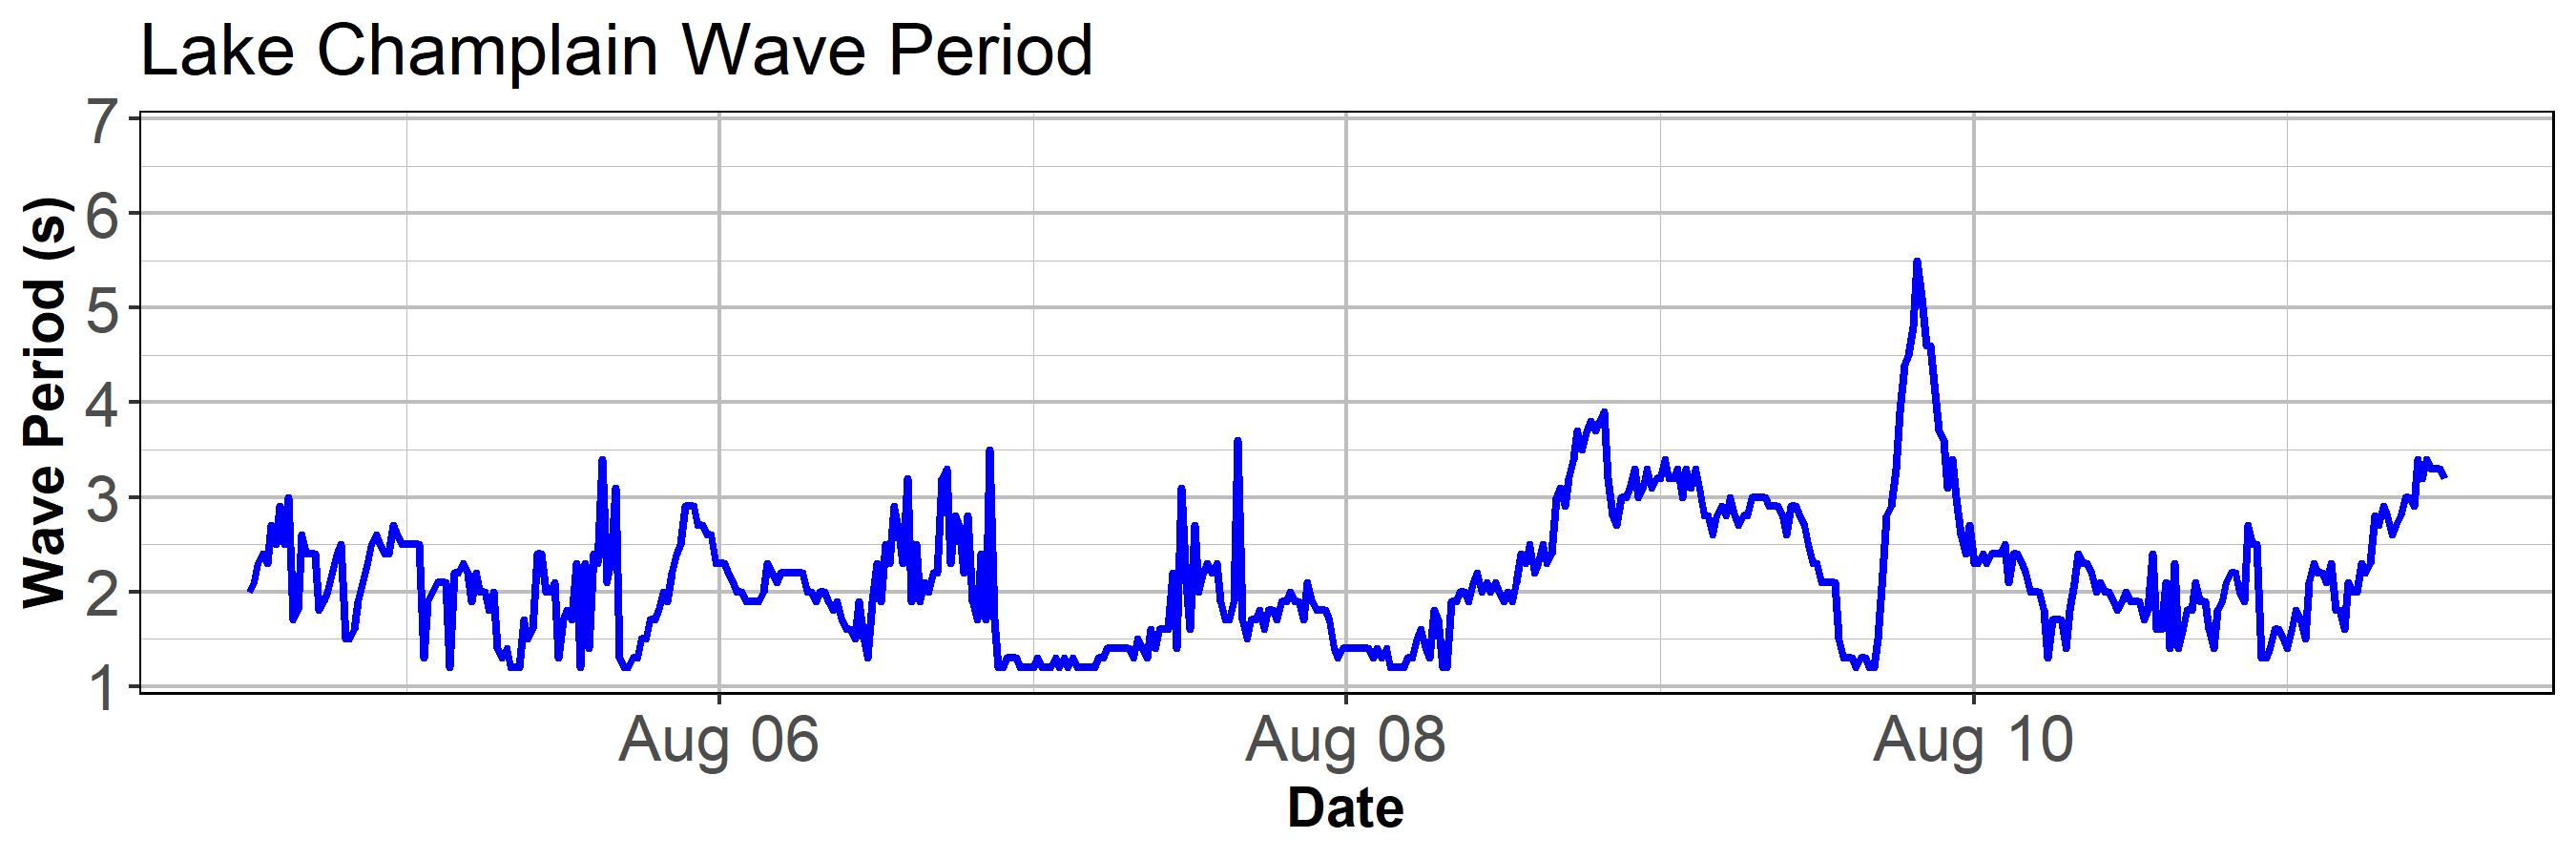 Lake Champlain Wave Period
7
6
5
4
3
2
1
Wave Period (s)
Aug 06
Aug 08
Aug 10
Date